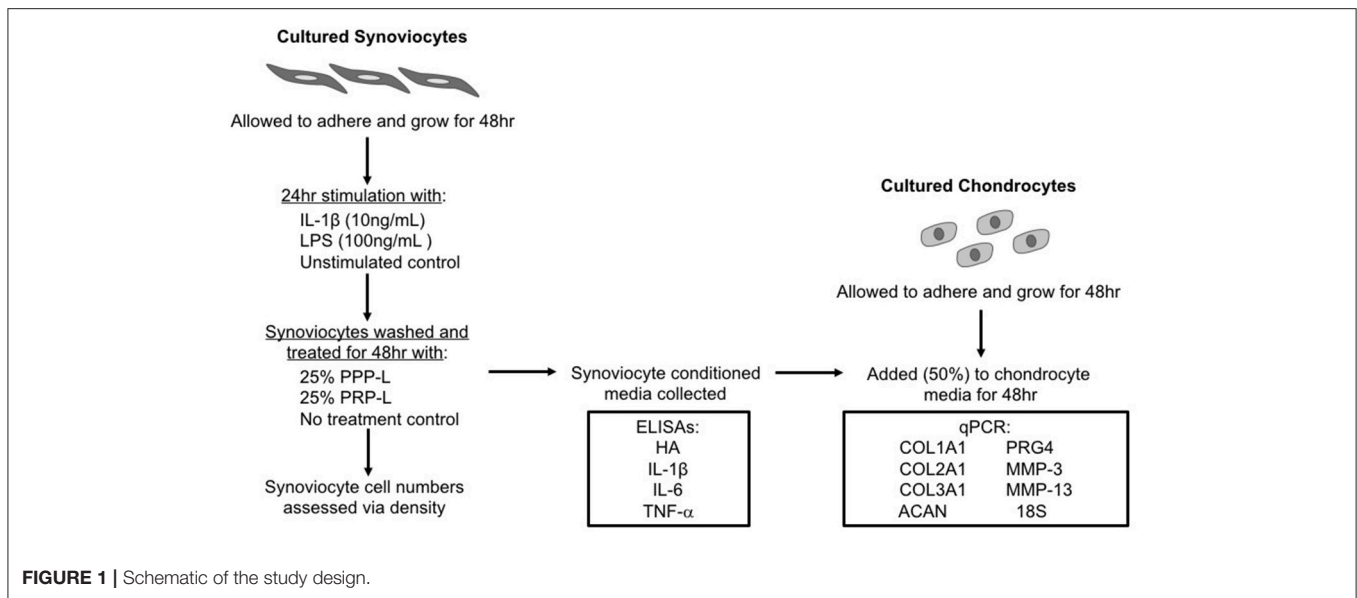 Cultured Synoviocytes
Allowed to adhere and grow for 48hr
24hr stimulation with:
IL-1β (10ng/mL)
LPS (100ng/mL )
Unstimulated control
Synoviocytes washed and
treated for 48hr with:
25% PPP-L
25% PRP-L
No treatment control
Synoviocyte cell numbers
assessed via density
Synoviocyte conditioned
media collected
ELISAs:
HA
IL-1β
IL-6
TNF-α
Cultured Chondrocytes
Allowed to adhere and grow for 48hr
Added (50%) to chondrocyte
media for 48hr
qPCR:
COL1A1 PRG4
COL2A1 MMP-3
COL3A1 MMP-13
ACAN 18S
FIGURE 1 | Schematic of the study design.